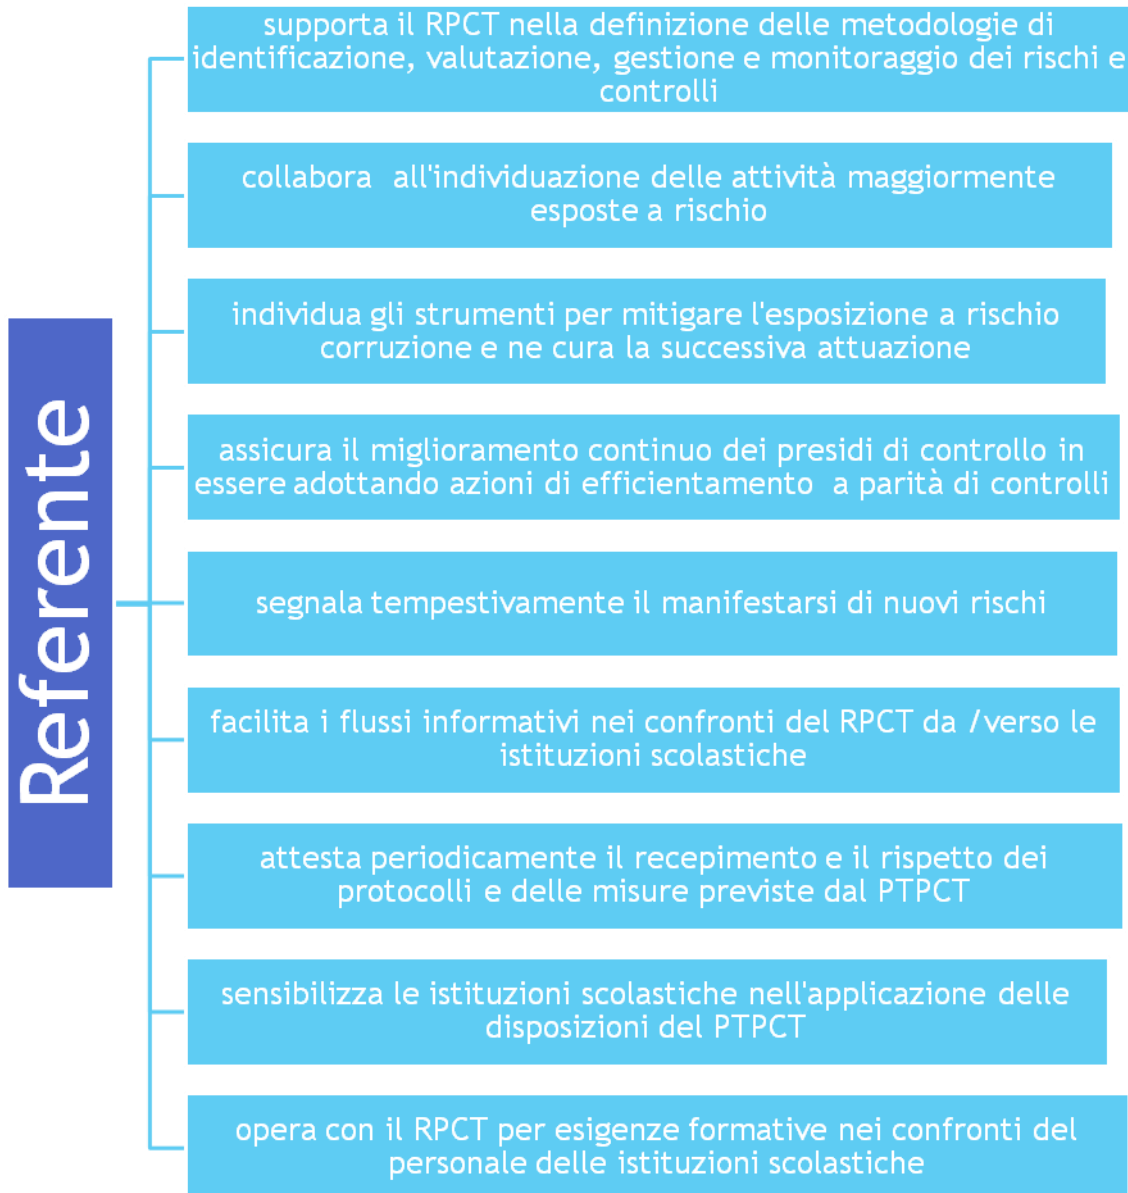 supporta il RPCT nella definizione delle metodologie di
identificazione, valutazione, gestione e monitoraggio dei rischi e
controlli
collabora  all'individuazione delle attività maggiormente
esposte a rischio
individua gli strumenti per mitigare l'esposizione a rischio
corruzione e ne cura la successiva attuazione
assicura il miglioramento continuo dei presidi di controllo in
essere adottando azioni di efficientamento  a parità di controlli
Referente
segnala tempestivamente il manifestarsi di nuovi rischi
facilita i flussi informativi nei confronti del RPCT da /verso le
istituzioni scolastiche
attesta periodicamente il recepimento e il rispetto dei
protocolli e delle misure previste dal PTPCT
sensibilizza le istituzioni scolastiche nell'applicazione delle
disposizioni del PTPCT
opera con il RPCT per esigenze formative nei confronti del
personale delle istituzioni scolastiche